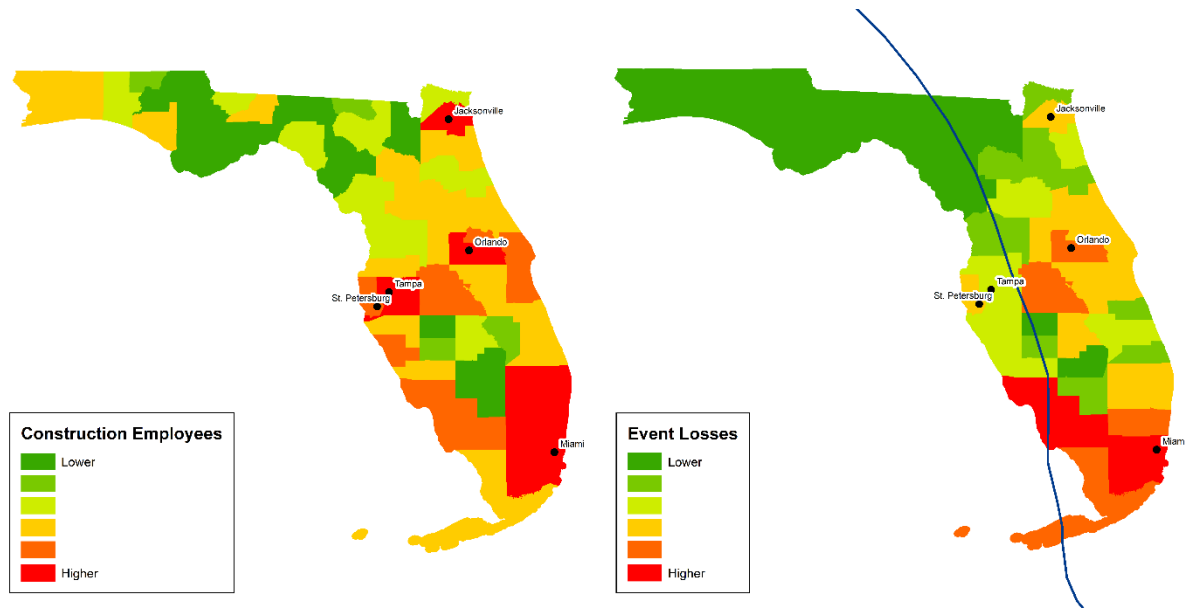 Jacksonville
Orlando
Tampa
St. Petersburg
Miami
Construction Employees
Lower
Higher
Jacksonville
Orlando
Tampa
St. Petersburg
Miam
Event Losses
Lower
Higher